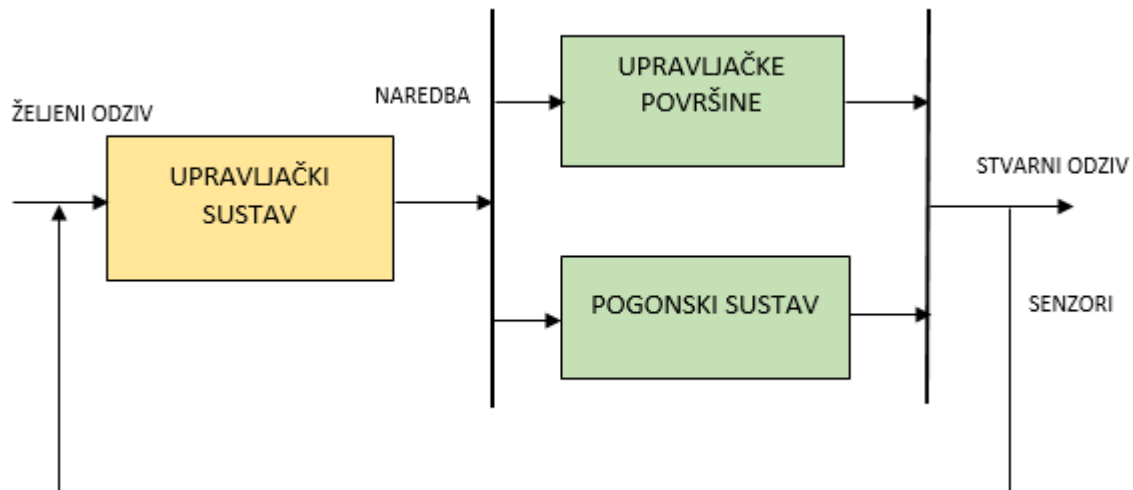 ŽELJENI ODZIV
UPRAVLJAČKI
SUSTAV
NAREDBA
UPRAVLJAČKE
POVRŠINE
POGONSKI SUSTAV
STVARNI ODZIV
SENZORI